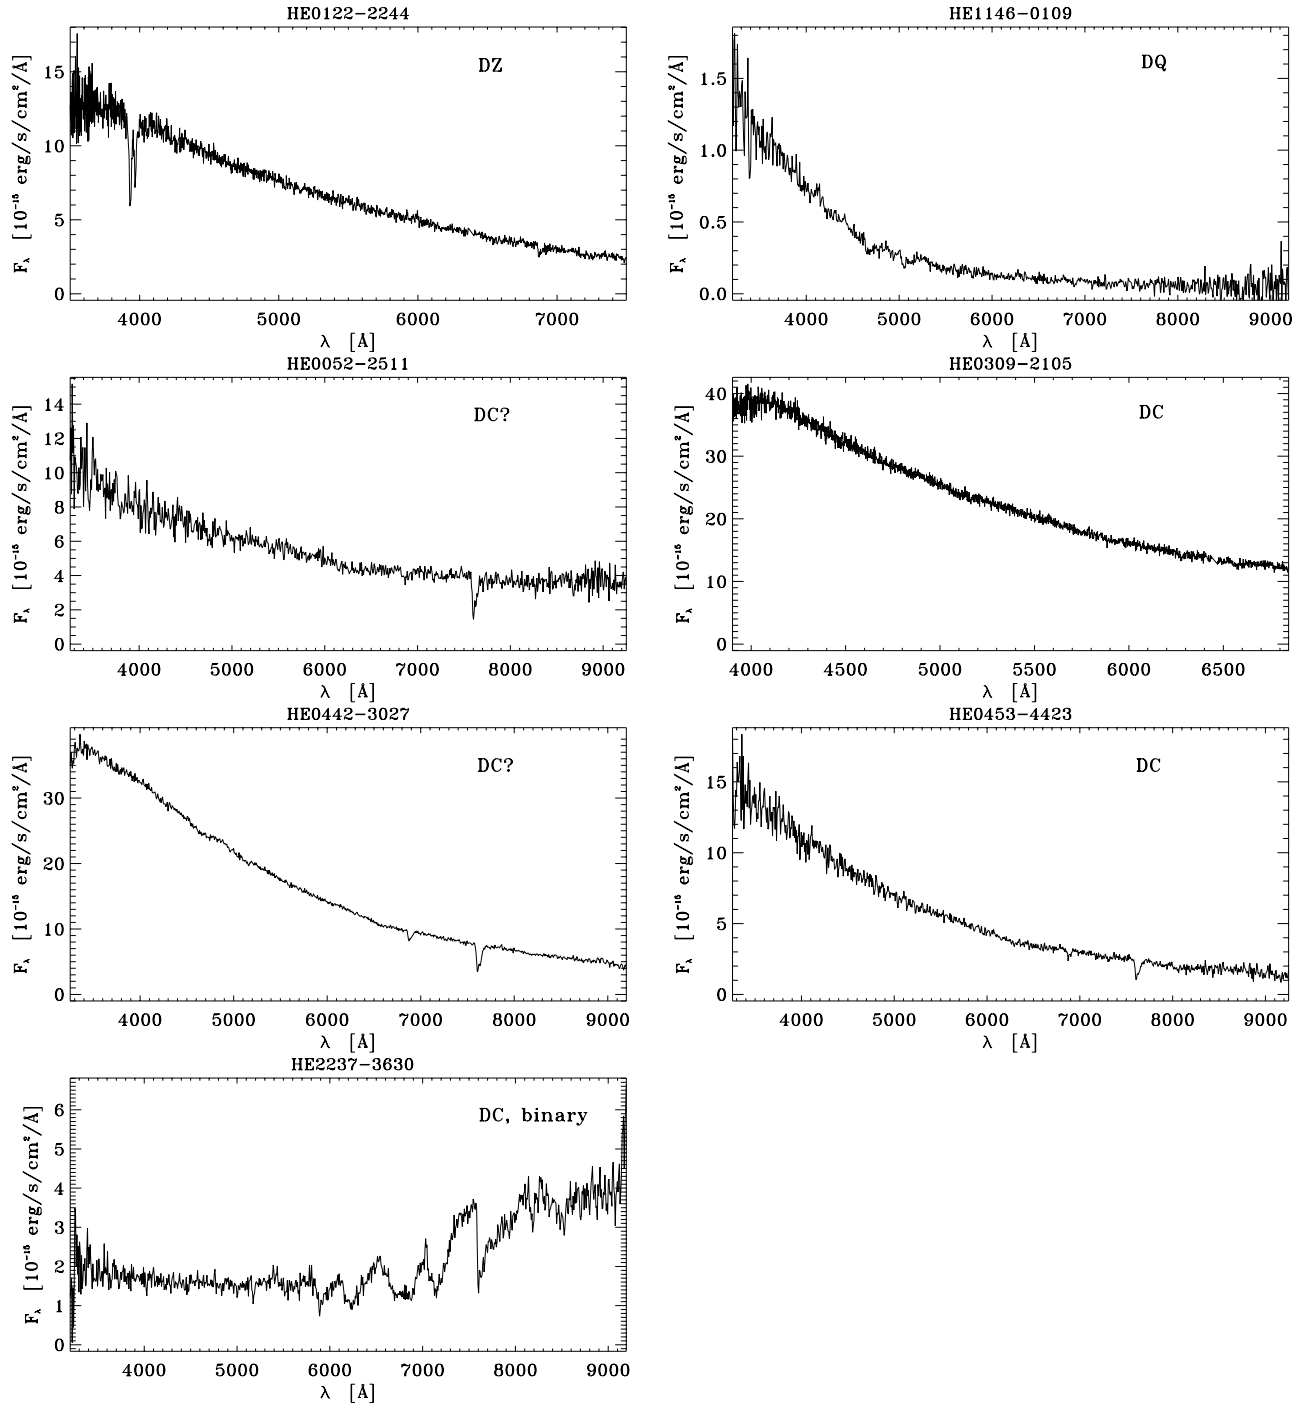 HE0122-2244
DZ
15
10
5
0
F_λ [10⁻¹⁵ erg/s/cm²/Å]
4000 5000 6000 7000
λ [Å]
HE1146-0109
DQ
1.5
1.0
0.5
0.0
F_λ [10⁻¹⁵ erg/s/cm²/Å]
4000 5000 6000 7000 8000 9000
λ [Å]
HE0052-2511
DC?
14
12
10
8
6
4
2
0
F_λ [10⁻¹⁵ erg/s/cm²/Å]
4000 5000 6000 7000 8000 9000
λ [Å]
HE0309-2105
DC
40
30
20
10
0
F_λ [10⁻¹⁵ erg/s/cm²/Å]
4000 4500 5000 5500 6000 6500
λ [Å]
HE0442-3027
DC?
30
20
10
0
F_λ [10⁻¹⁵ erg/s/cm²/Å]
4000 5000 6000 7000 8000 9000
λ [Å]
HE0453-4423
DC
15
10
5
0
F_λ [10⁻¹⁵ erg/s/cm²/Å]
4000 5000 6000 7000 8000 9000
λ [Å]
HE2237-3630
DC, binary
6
5
4
3
2
1
0
F_λ [10⁻¹⁵ erg/s/cm²/Å]
4000 5000 6000 7000 8000 9000
λ [Å]